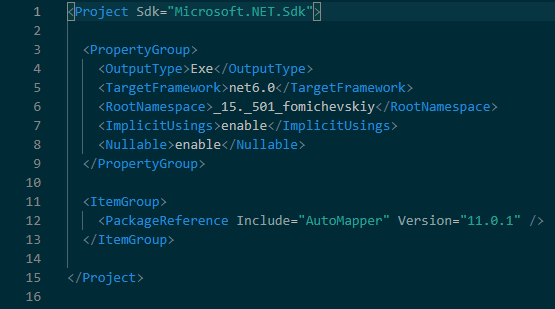 1 <Project Sdk="Microsoft.NET.Sdk">
2
3 <PropertyGroup>
4 <OutputType>Exe</OutputType>
5 <TargetFramework>net6.0</TargetFramework>
6 <RootNamespace>_15._501_fomichevskiy</RootNamespace>
7 <ImplicitUsings>enable</ImplicitUsings>
8 <Nullable>enable</Nullable>
9 </PropertyGroup>
10
11 <ItemGroup>
12 <PackageReference Include="AutoMapper" Version="11.0.1" />
13 </ItemGroup>
14
15 </Project>
16